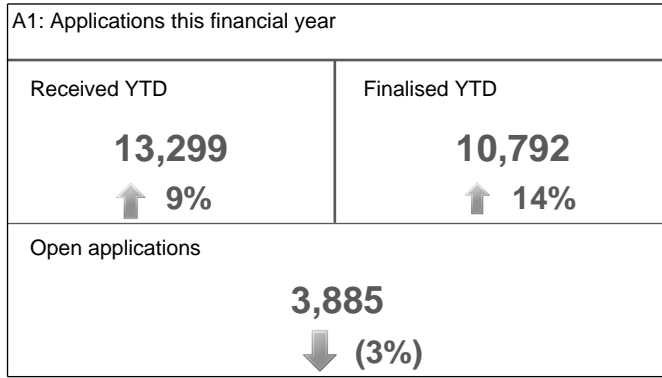 A1: Applications this financial year
Received YTD
13,299
9%
Finalised YTD
10,792
14%
Open applications
3,885
(3%)